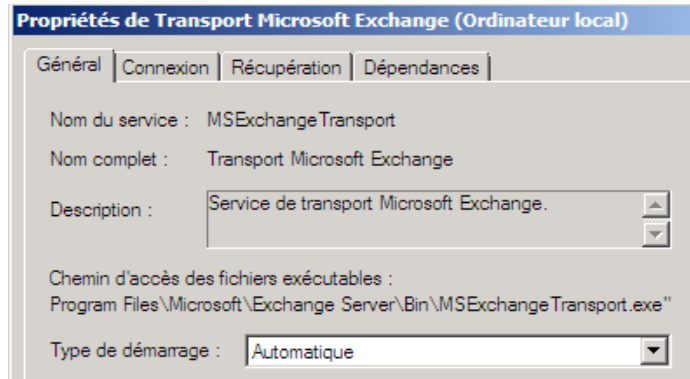 Propriétés de Transport Microsoft Exchange (Ordinateur local)
Général Connexion Récupération Dépendances
Nom du service : MSExchangeTransport
Nom complet : Transport Microsoft Exchange
Description : Service de transport Microsoft Exchange.
Chemin d'accès des fichiers exécutables :
Program Files\Microsoft\Exchange Server\Bin\MSExchangeTransport.exe"
Type de démarrage : Automatique